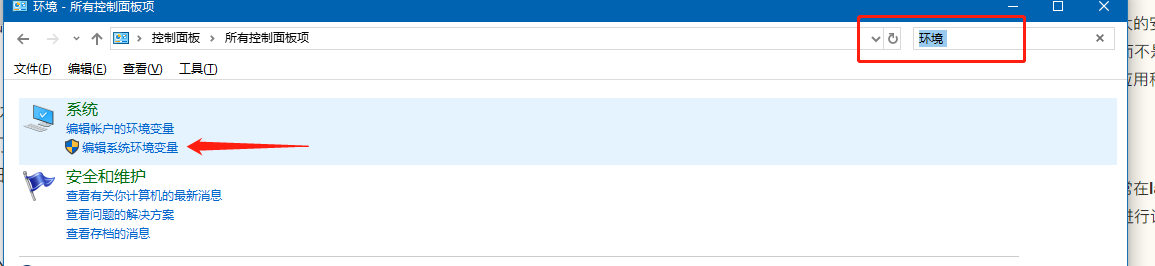 环境 - 所有控制面板项
控制面板 › 所有控制面板项
环境
文件(F) 编辑(E) 查看(V) 工具(T)
系统
编辑帐户的环境变量
编辑系统环境变量
安全和维护
查看有关你计算机的最新消息
查看问题的解决方案
查看存档的消息